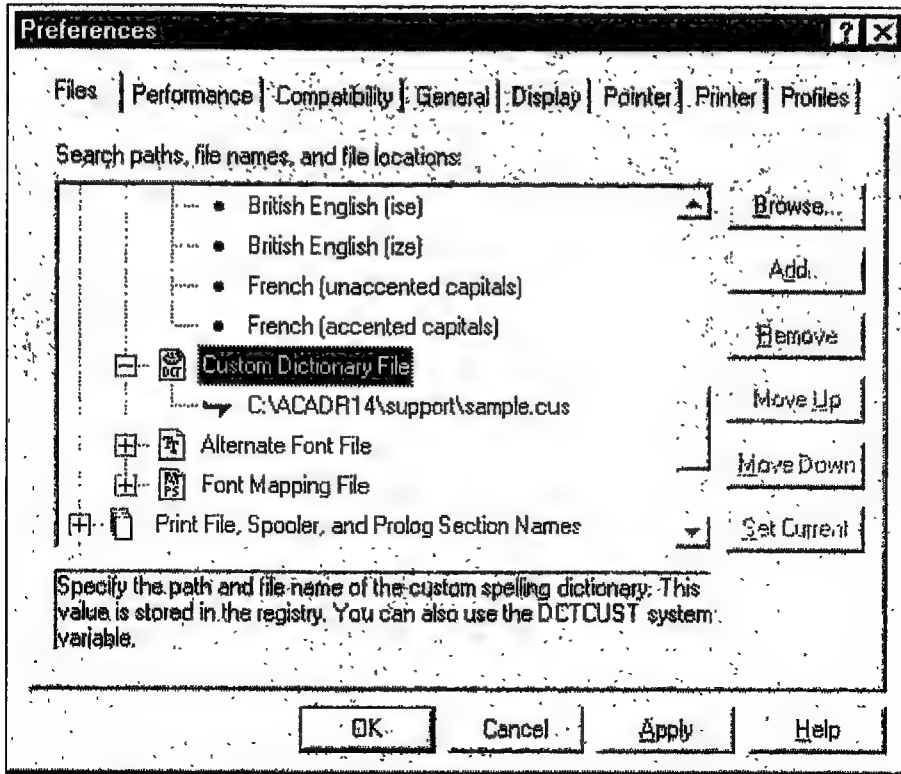 Preferences
Files Performance Compatibility General Display Pointer Printer Profiles
Search paths, file names, and file locations:
British English (ise)
British English (ize)
French (unaccented capitals)
French (accented capitals)
DCT Custom Dictionary File
C:\ACADR14\support\sample.cus
Alternate Font File
Font Mapping File
Print File, Spooler, and Prolog Section Names
Browse...
Add...
Remove
Move Up
Move Down
Set Current
Specify the path and file name of the custom spelling dictionary. This
value is stored in the registry. You can also use the DCTCUST system
variable.
OK Cancel Apply Help